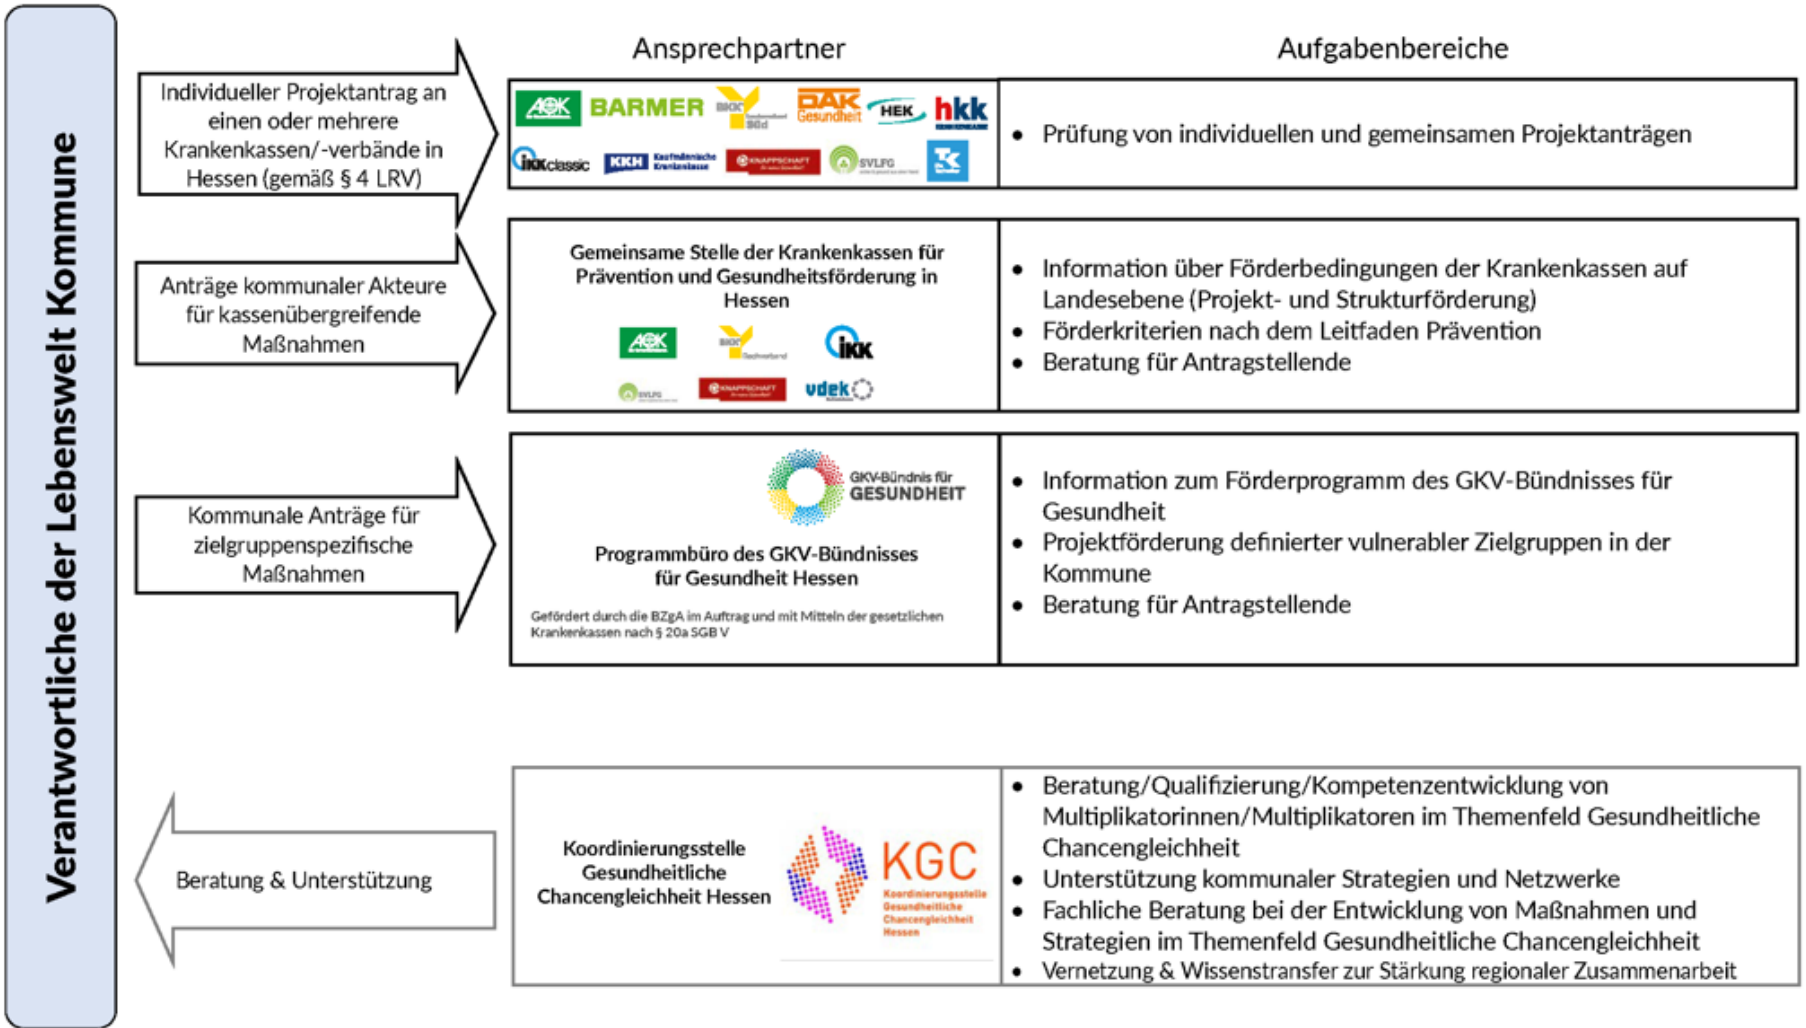 Verantwortliche der Lebenswelt Kommune
Ansprechpartner
Aufgabenbereiche
Individueller Projektantrag an
einen oder mehrere
Krankenkassen/-verbände in
Hessen (gemäß § 4 LRV)
AOK BARMER BKK DAK HEK hkk
Gesundheit
Süd
IKK classic KKH Kaufmännische
Krankenkasse
KNAPPSCHAFT SVLFG TK
• Prüfung von individuellen und gemeinsamen Projektanträgen
Anträge kommunaler Akteure
für kassenübergreifende
Maßnahmen
Gemeinsame Stelle der Krankenkassen für
Prävention und Gesundheitsförderung in
Hessen
AOK BKK IKK
SVLFG KNAPPSCHAFT vdek
• Information über Förderbedingungen der Krankenkassen auf
Landesebene (Projekt- und Strukturförderung)
• Förderkriterien nach dem Leitfaden Prävention
• Beratung für Antragstellende
Kommunale Anträge für
zielgruppenspezifische
Maßnahmen
GKV-Bündnis für
GESUNDHEIT
Programmbüro des GKV-Bündnisses
für Gesundheit Hessen
Gefördert durch die BZgA im Auftrag und mit Mitteln der gesetzlichen
Krankenkassen nach § 20a SGB V
• Information zum Förderprogramm des GKV-Bündnisses für
Gesundheit
• Projektförderung definierter vulnerabler Zielgruppen in der
Kommune
• Beratung für Antragstellende
Beratung & Unterstützung
Koordinierungsstelle
Gesundheitliche
Chancengleichheit Hessen
KGC
Koordinierungsstelle
Gesundheitliche
Chancengleichheit
Hessen
• Beratung/Qualifizierung/Kompetenzentwicklung von
Multiplikatorinnen/Multiplikatoren im Themenfeld Gesundheitliche
Chancengleichheit
• Unterstützung kommunaler Strategien und Netzwerke
• Fachliche Beratung bei der Entwicklung von Maßnahmen und
Strategien im Themenfeld Gesundheitliche Chancengleichheit
• Vernetzung & Wissenstransfer zur Stärkung regionaler Zusammenarbeit